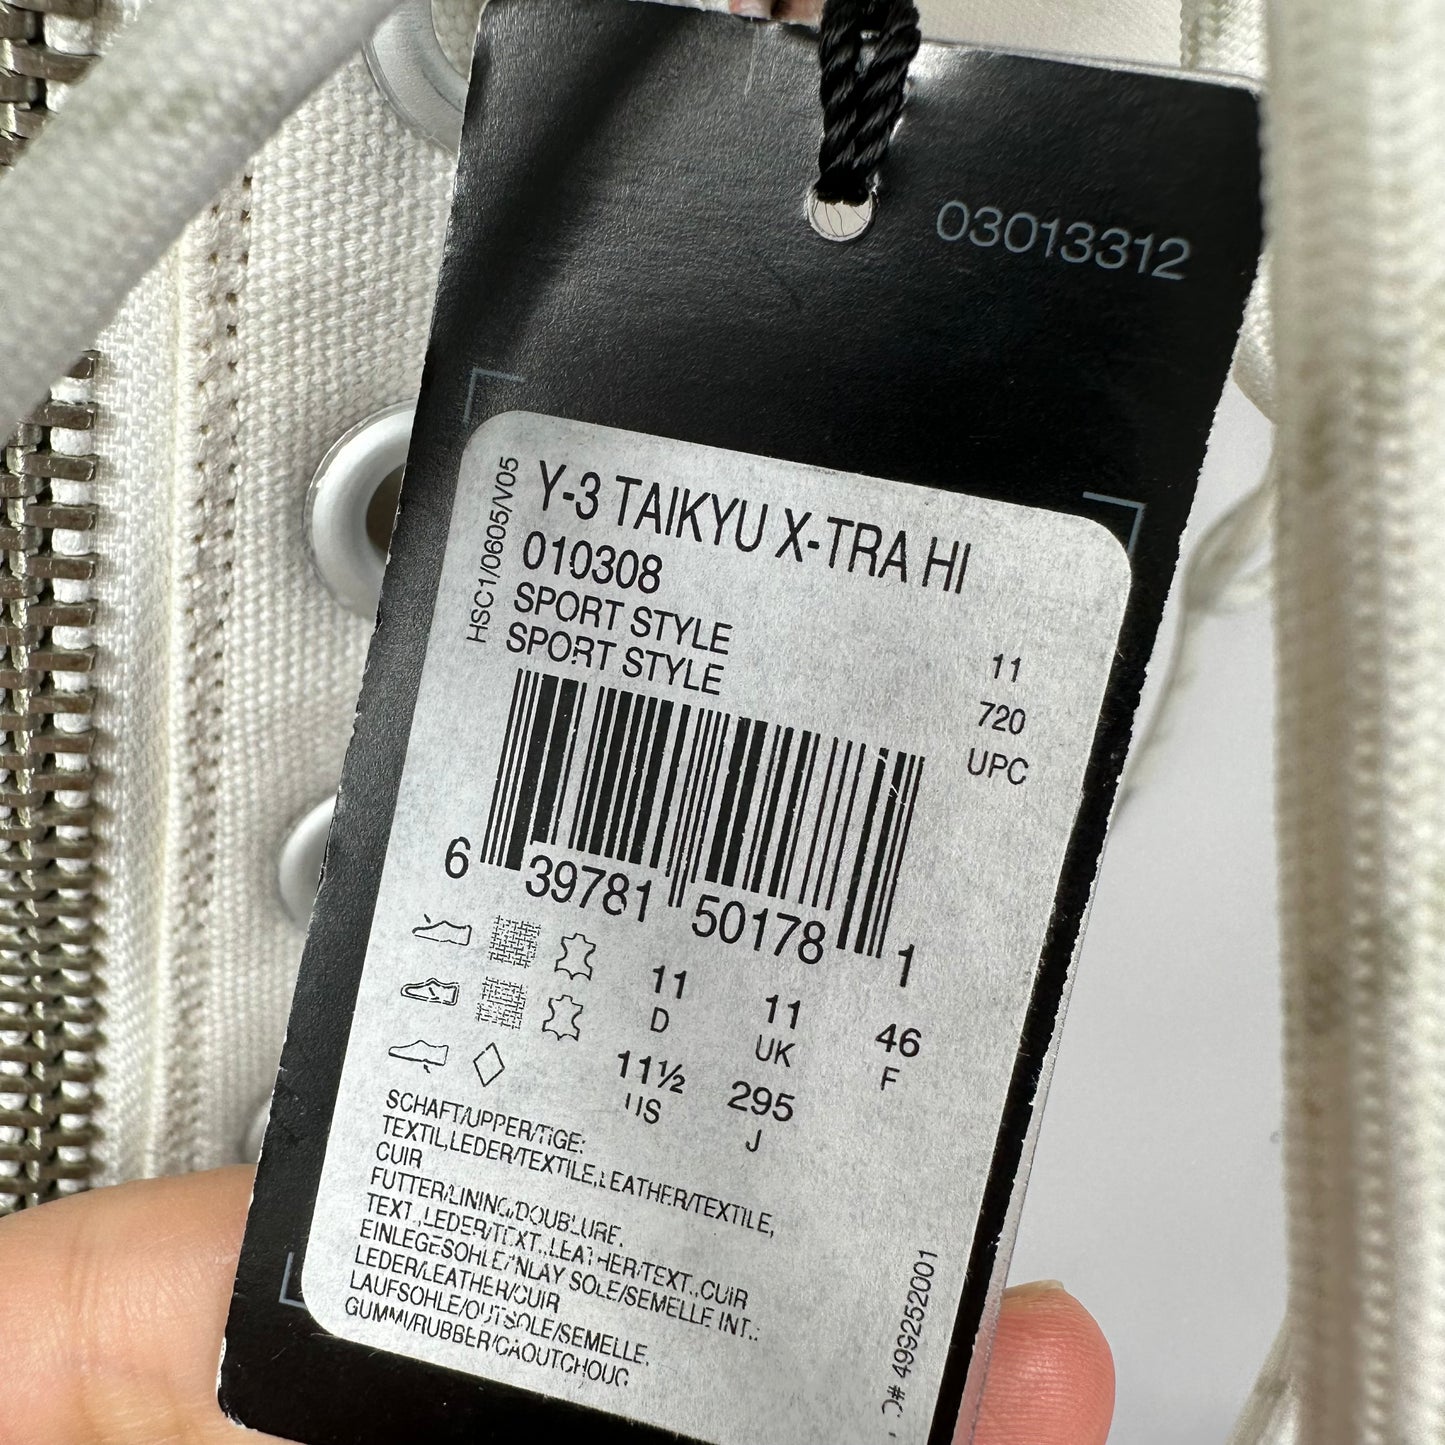 03013312
HSC1/0605/V05
Y-3 TAIKYU X-TRA HI
010308
SPORT STYLE
SPORT STYLE
11
720
UPC
6 39781 50178 1
11 11 46
D UK F
11½ 295
US J
SCHAFT/UPPER/TIGE:
TEXTIL,LEDER/TEXTILE,LEATHER/TEXTILE,
CUIR
FUTTER/LINING/DOUBLURE.
TEXT.,LEDER/TEXT.,LEATHER/TEXT.,CUIR
EINLEGESOHLE/INLAY SOLE/SEMELLE INT.:
LEDER/LEATHER/CUIR
LAUFSOHLE/OUTSOLE/SEMELLE.
GUMMI/RUBBER/CAOUTCHOUC
# 499252001